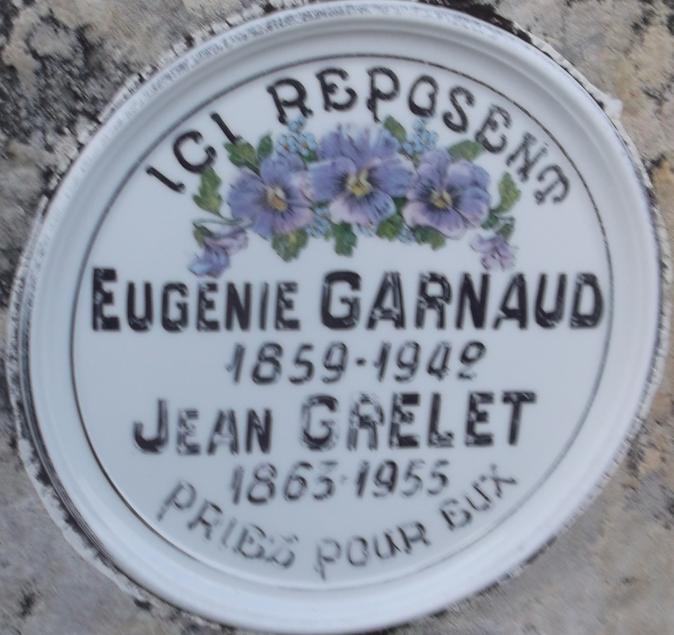 ICI REPOSENT
EUGENIE GARNAUD
1859-1942
JEAN GRELET
1863-1955
PRIEZ POUR EUX